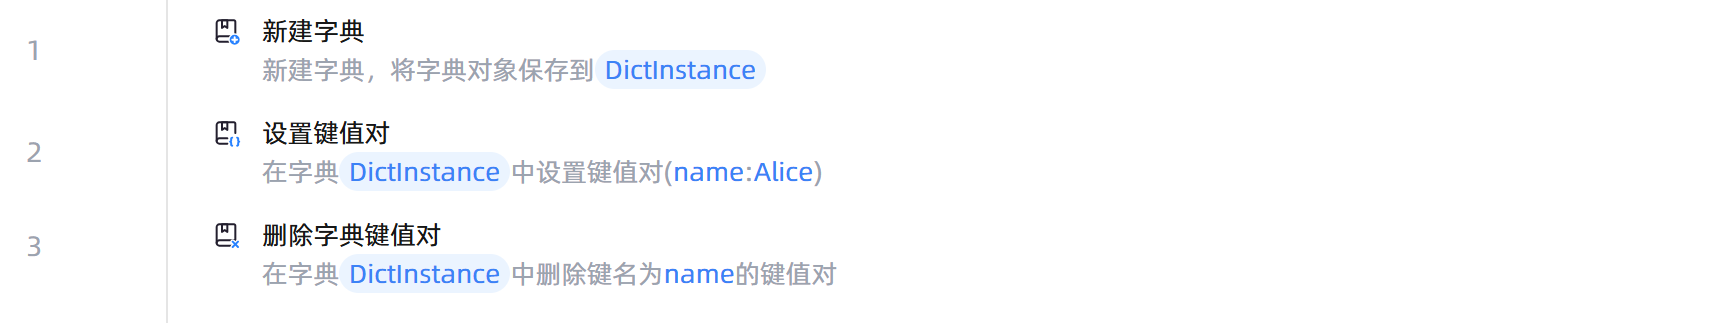 1
新建字典
新建字典，将字典对象保存到 DictInstance
2
设置键值对
在字典 DictInstance 中设置键值对(name:Alice)
3
删除字典键值对
在字典 DictInstance 中删除键名为name的键值对